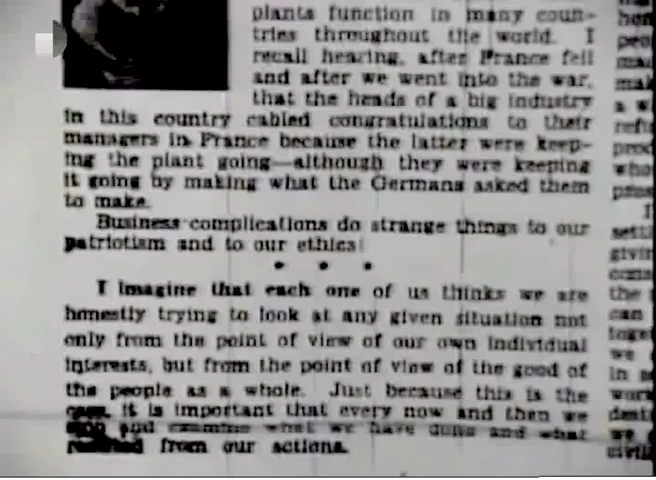 plants function in many coun-
tries throughout the world. I
recall hearing, after France fell
and after we went into the war,
that the heads of a big industry
in this country cabled congratulations to their
managers in France because the latter were keep-
ing the plant going—although they were keeping
it going by making what the Germans asked them
to make.
Business complications do strange things to our
patriotism and to our ethics!
• • •
I imagine that each one of us thinks we are
honestly trying to look at any given situation not
only from the point of view of our own individual
interests, but from the point of view of the good of
the people as a whole. Just because this is the
case, it is important that every now and then we
stop and examine what we have done and what
resulted from our actions.